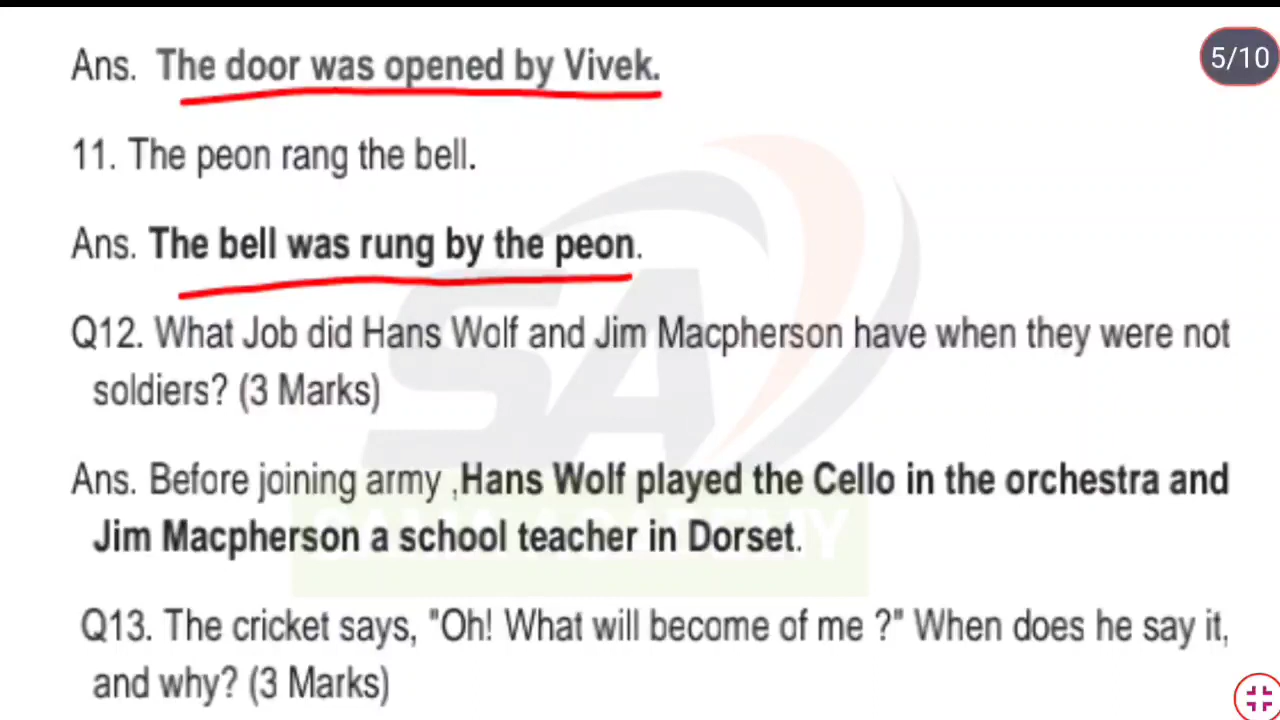 Ans. The door was opened by Vivek.
5/10
11. The peon rang the bell.
Ans. The bell was rung by the peon.
Q12. What Job did Hans Wolf and Jim Macpherson have when they were not
soldiers? (3 Marks)
Ans. Before joining army ,Hans Wolf played the Cello in the orchestra and
Jim Macpherson a school teacher in Dorset.
Q13. The cricket says, "Oh! What will become of me ?" When does he say it,
and why? (3 Marks)